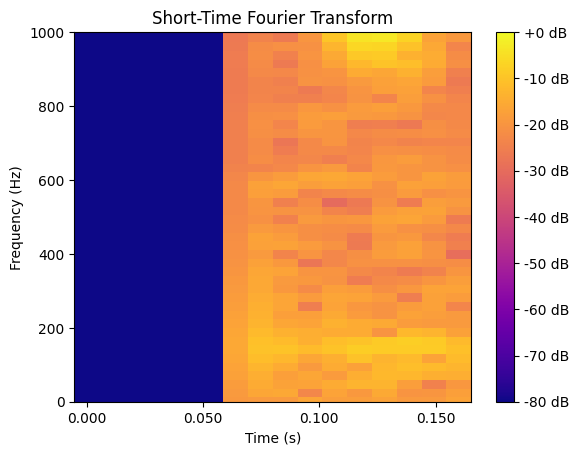 Short-Time Fourier Transform
1000
800
600
400
200
0
Frequency (Hz)
0.000
0.050
0.100
0.150
Time (s)
+0 dB
-10 dB
-20 dB
-30 dB
-40 dB
-50 dB
-60 dB
-70 dB
-80 dB